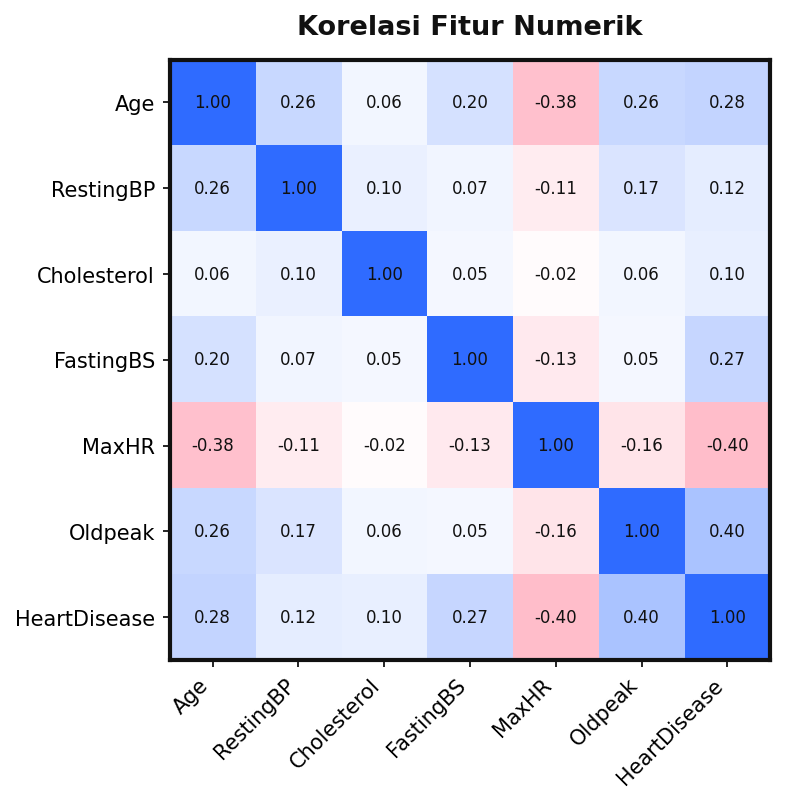 Korelasi Fitur Numerik
Age 1.00 0.26 0.06 0.20 -0.38 0.26 0.28
RestingBP 0.26 1.00 0.10 0.07 -0.11 0.17 0.12
Cholesterol 0.06 0.10 1.00 0.05 -0.02 0.06 0.10
FastingBS 0.20 0.07 0.05 1.00 -0.13 0.05 0.27
MaxHR -0.38 -0.11 -0.02 -0.13 1.00 -0.16 -0.40
Oldpeak 0.26 0.17 0.06 0.05 -0.16 1.00 0.40
HeartDisease 0.28 0.12 0.10 0.27 -0.40 0.40 1.00
Age RestingBP Cholesterol FastingBS MaxHR Oldpeak HeartDisease